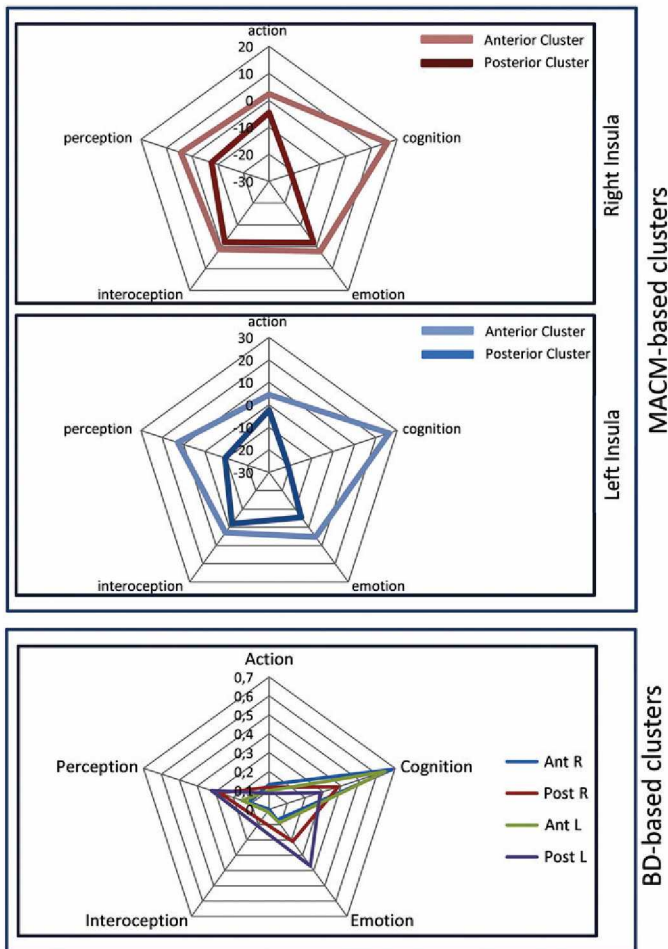 action
20
10
0
-10
-20
-30
perception
cognition
interoception
emotion
Anterior Cluster
Posterior Cluster
Right Insula
action
30
20
10
0
-10
-20
-30
perception
cognition
interoception
emotion
Anterior Cluster
Posterior Cluster
Left Insula
MACM-based clusters
Action
0,7
0,6
0,5
0,4
0,3
0,2
0,1
0
Perception
Cognition
Interoception
Emotion
Ant R
Post R
Ant L
Post L
BD-based clusters